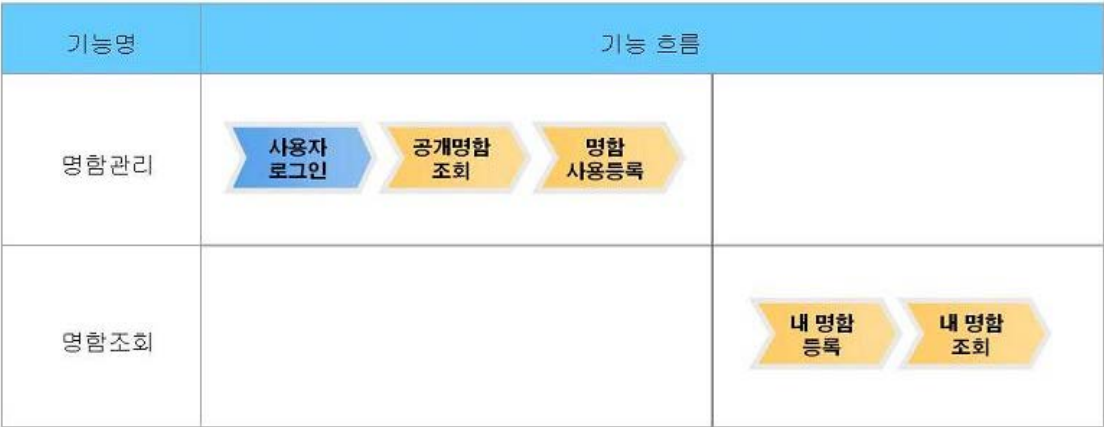 기능명
기능 흐름
명함관리
사용자
로그인
공개명함
조회
명함
사용등록
명함조회
내 명함
등록
내 명함
조회